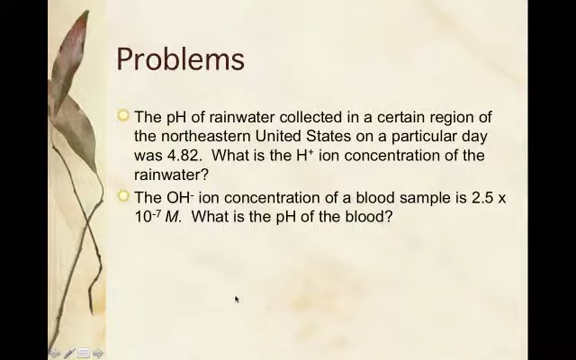 Problems
The pH of rainwater collected in a certain region of
the northeastern United States on a particular day
was 4.82. What is the H⁺ ion concentration of the
rainwater?
The OH⁻ ion concentration of a blood sample is 2.5 x
10⁻⁷ M. What is the pH of the blood?